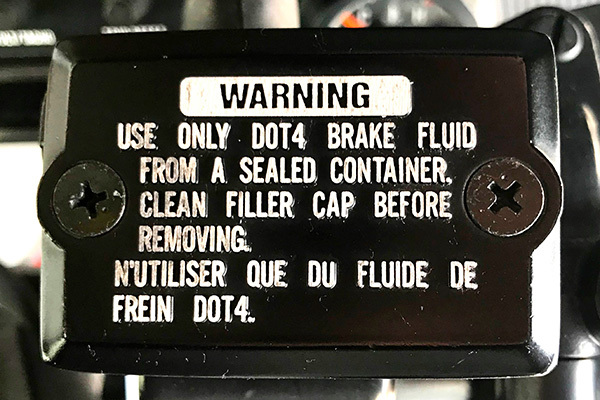 WARNING
USE ONLY DOT4 BRAKE FLUID
FROM A SEALED CONTAINER.
CLEAN FILLER CAP BEFORE
REMOVING.
N'UTILISER QUE DU FLUIDE DE
FREIN DOT4.